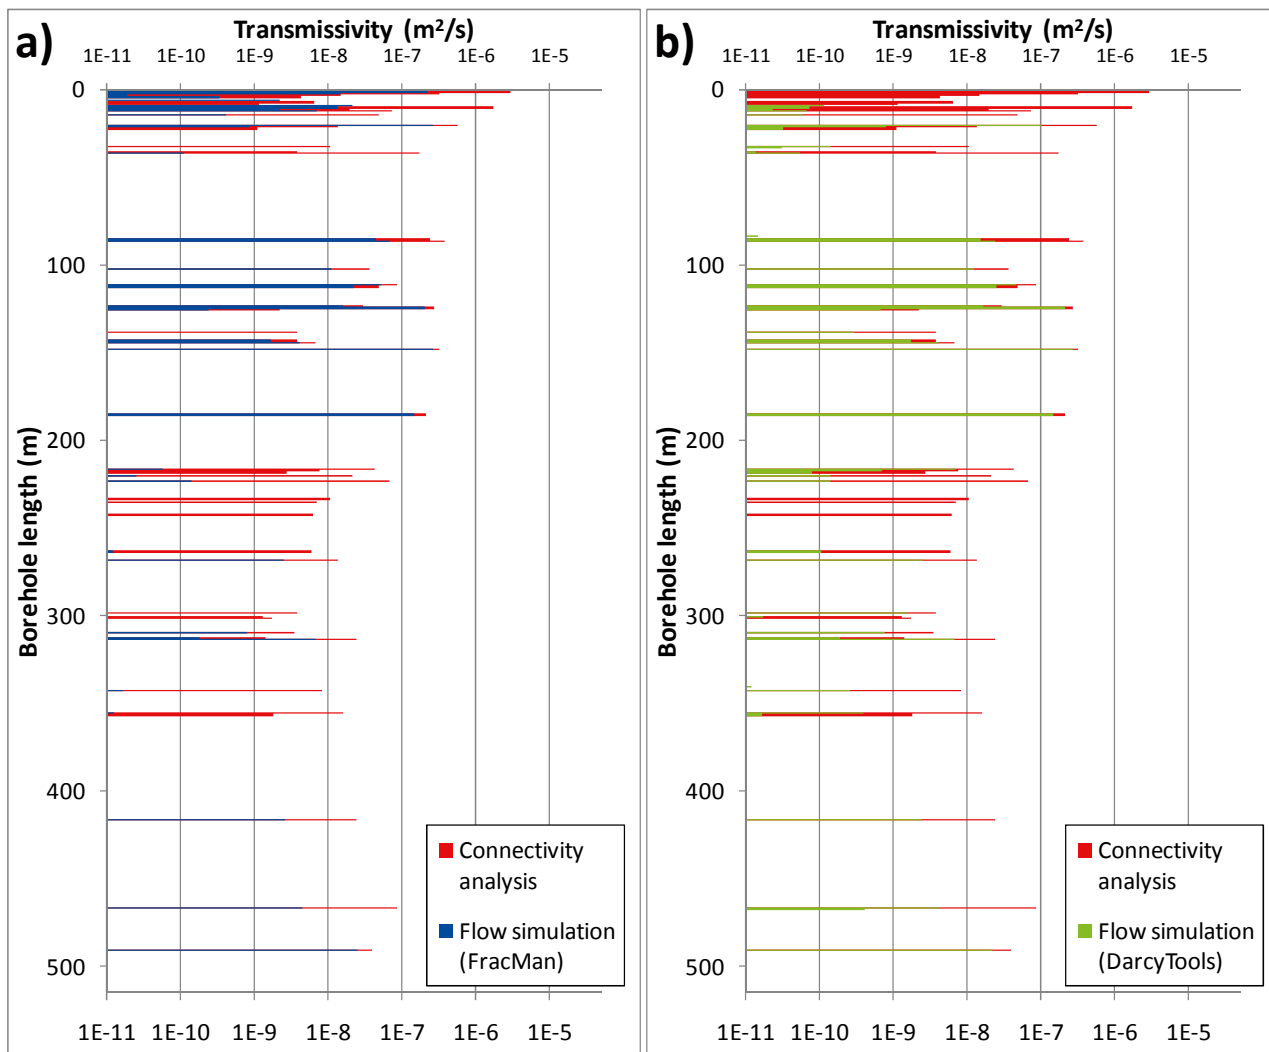 a)
Transmissivity (m²/s)
1E-11 1E-10 1E-9 1E-8 1E-7 1E-6 1E-5
0
100
200
300
400
500
Borehole length (m)
Connectivity
analysis
Flow simulation
(FracMan)
1E-11 1E-10 1E-9 1E-8 1E-7 1E-6 1E-5
b)
Transmissivity (m²/s)
1E-11 1E-10 1E-9 1E-8 1E-7 1E-6 1E-5
0
100
200
300
400
500
Borehole length (m)
Connectivity
analysis
Flow simulation
(DarcyTools)
1E-11 1E-10 1E-9 1E-8 1E-7 1E-6 1E-5